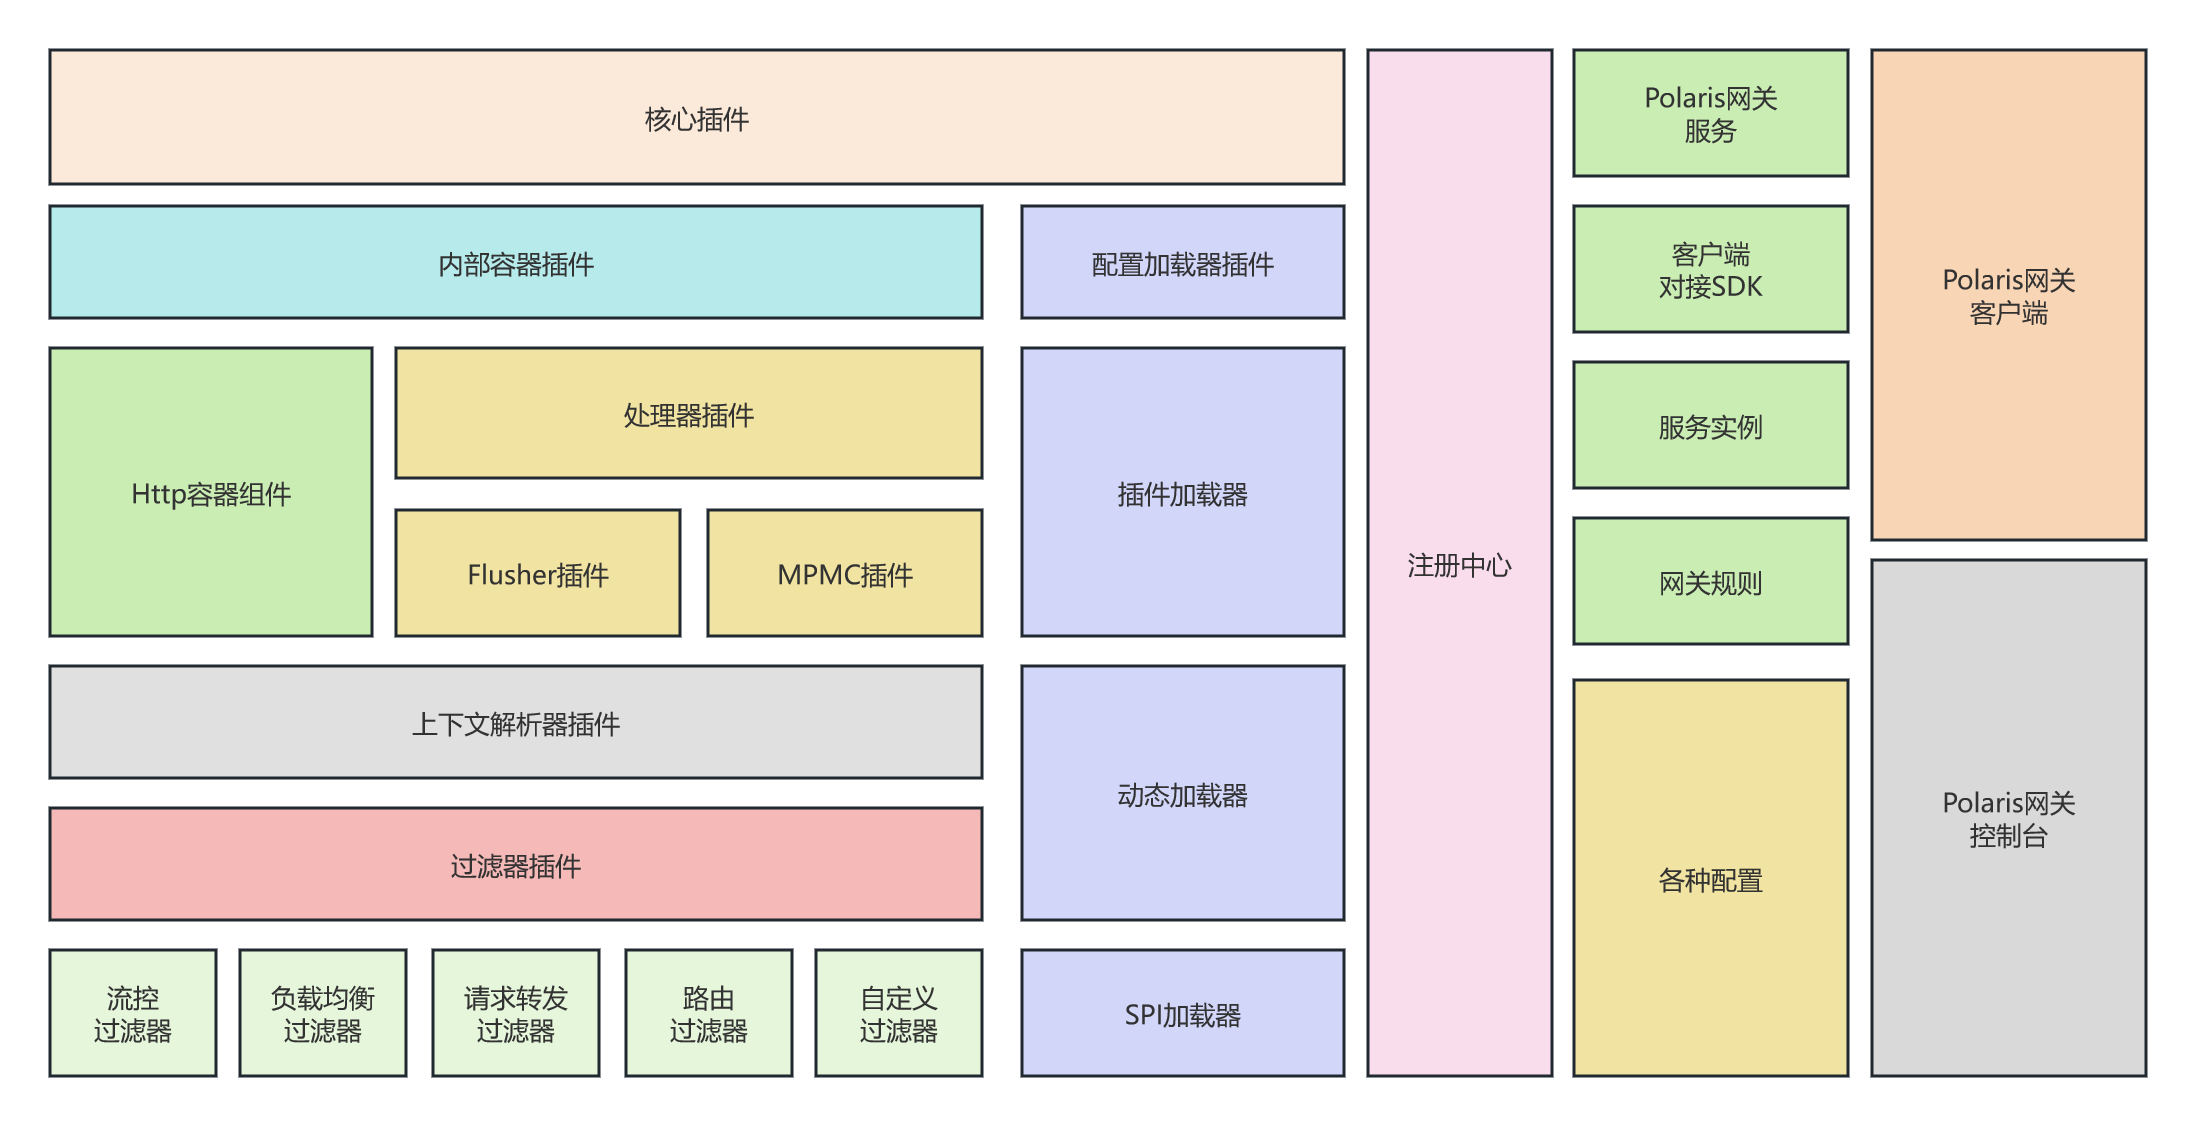 核心插件
内部容器插件
配置加载器插件
Http容器组件
处理器插件
Flusher插件
MPMC插件
插件加载器
上下文解析器插件
过滤器插件
动态加载器
流控
过滤器
负载均衡
过滤器
请求转发
过滤器
路由
过滤器
自定义
过滤器
SPI加载器
注册中心
Polaris网关
服务
客户端
对接SDK
服务实例
网关规则
各种配置
Polaris网关
客户端
Polaris网关
控制台